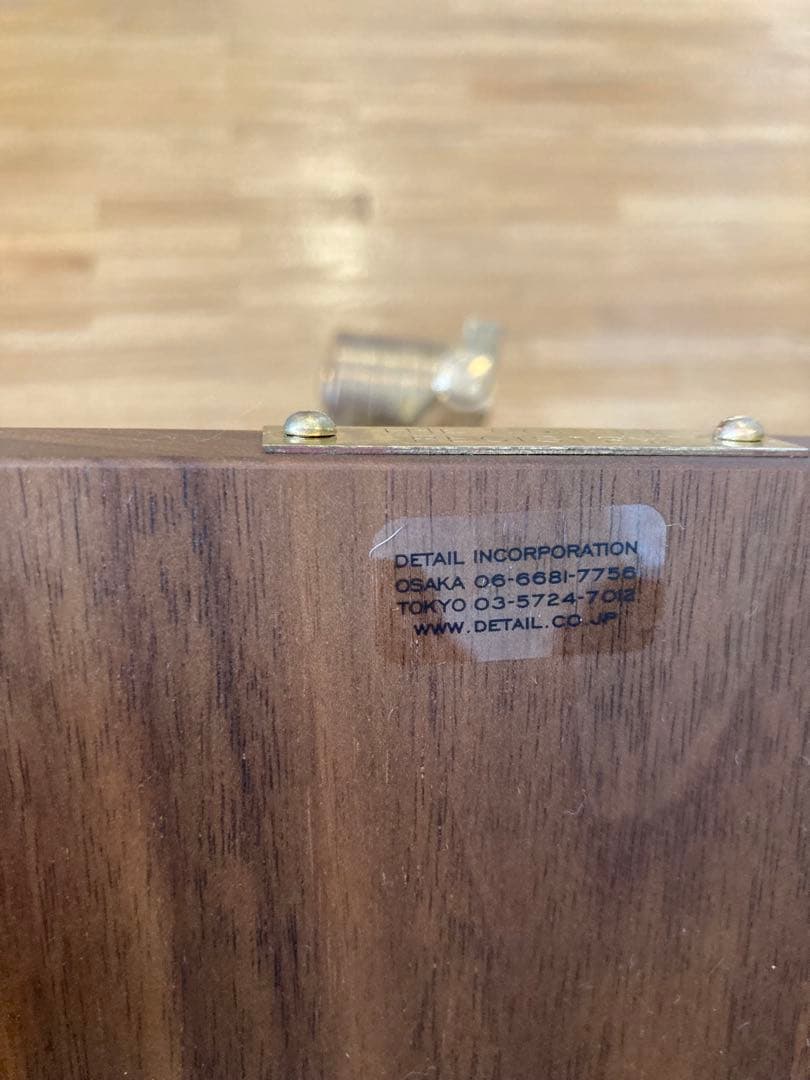 DETAIL INCORPORATION
OSAKA 06-6681-7756
TOKYO 03-5724-7012
WWW.DETAIL.CO.JP